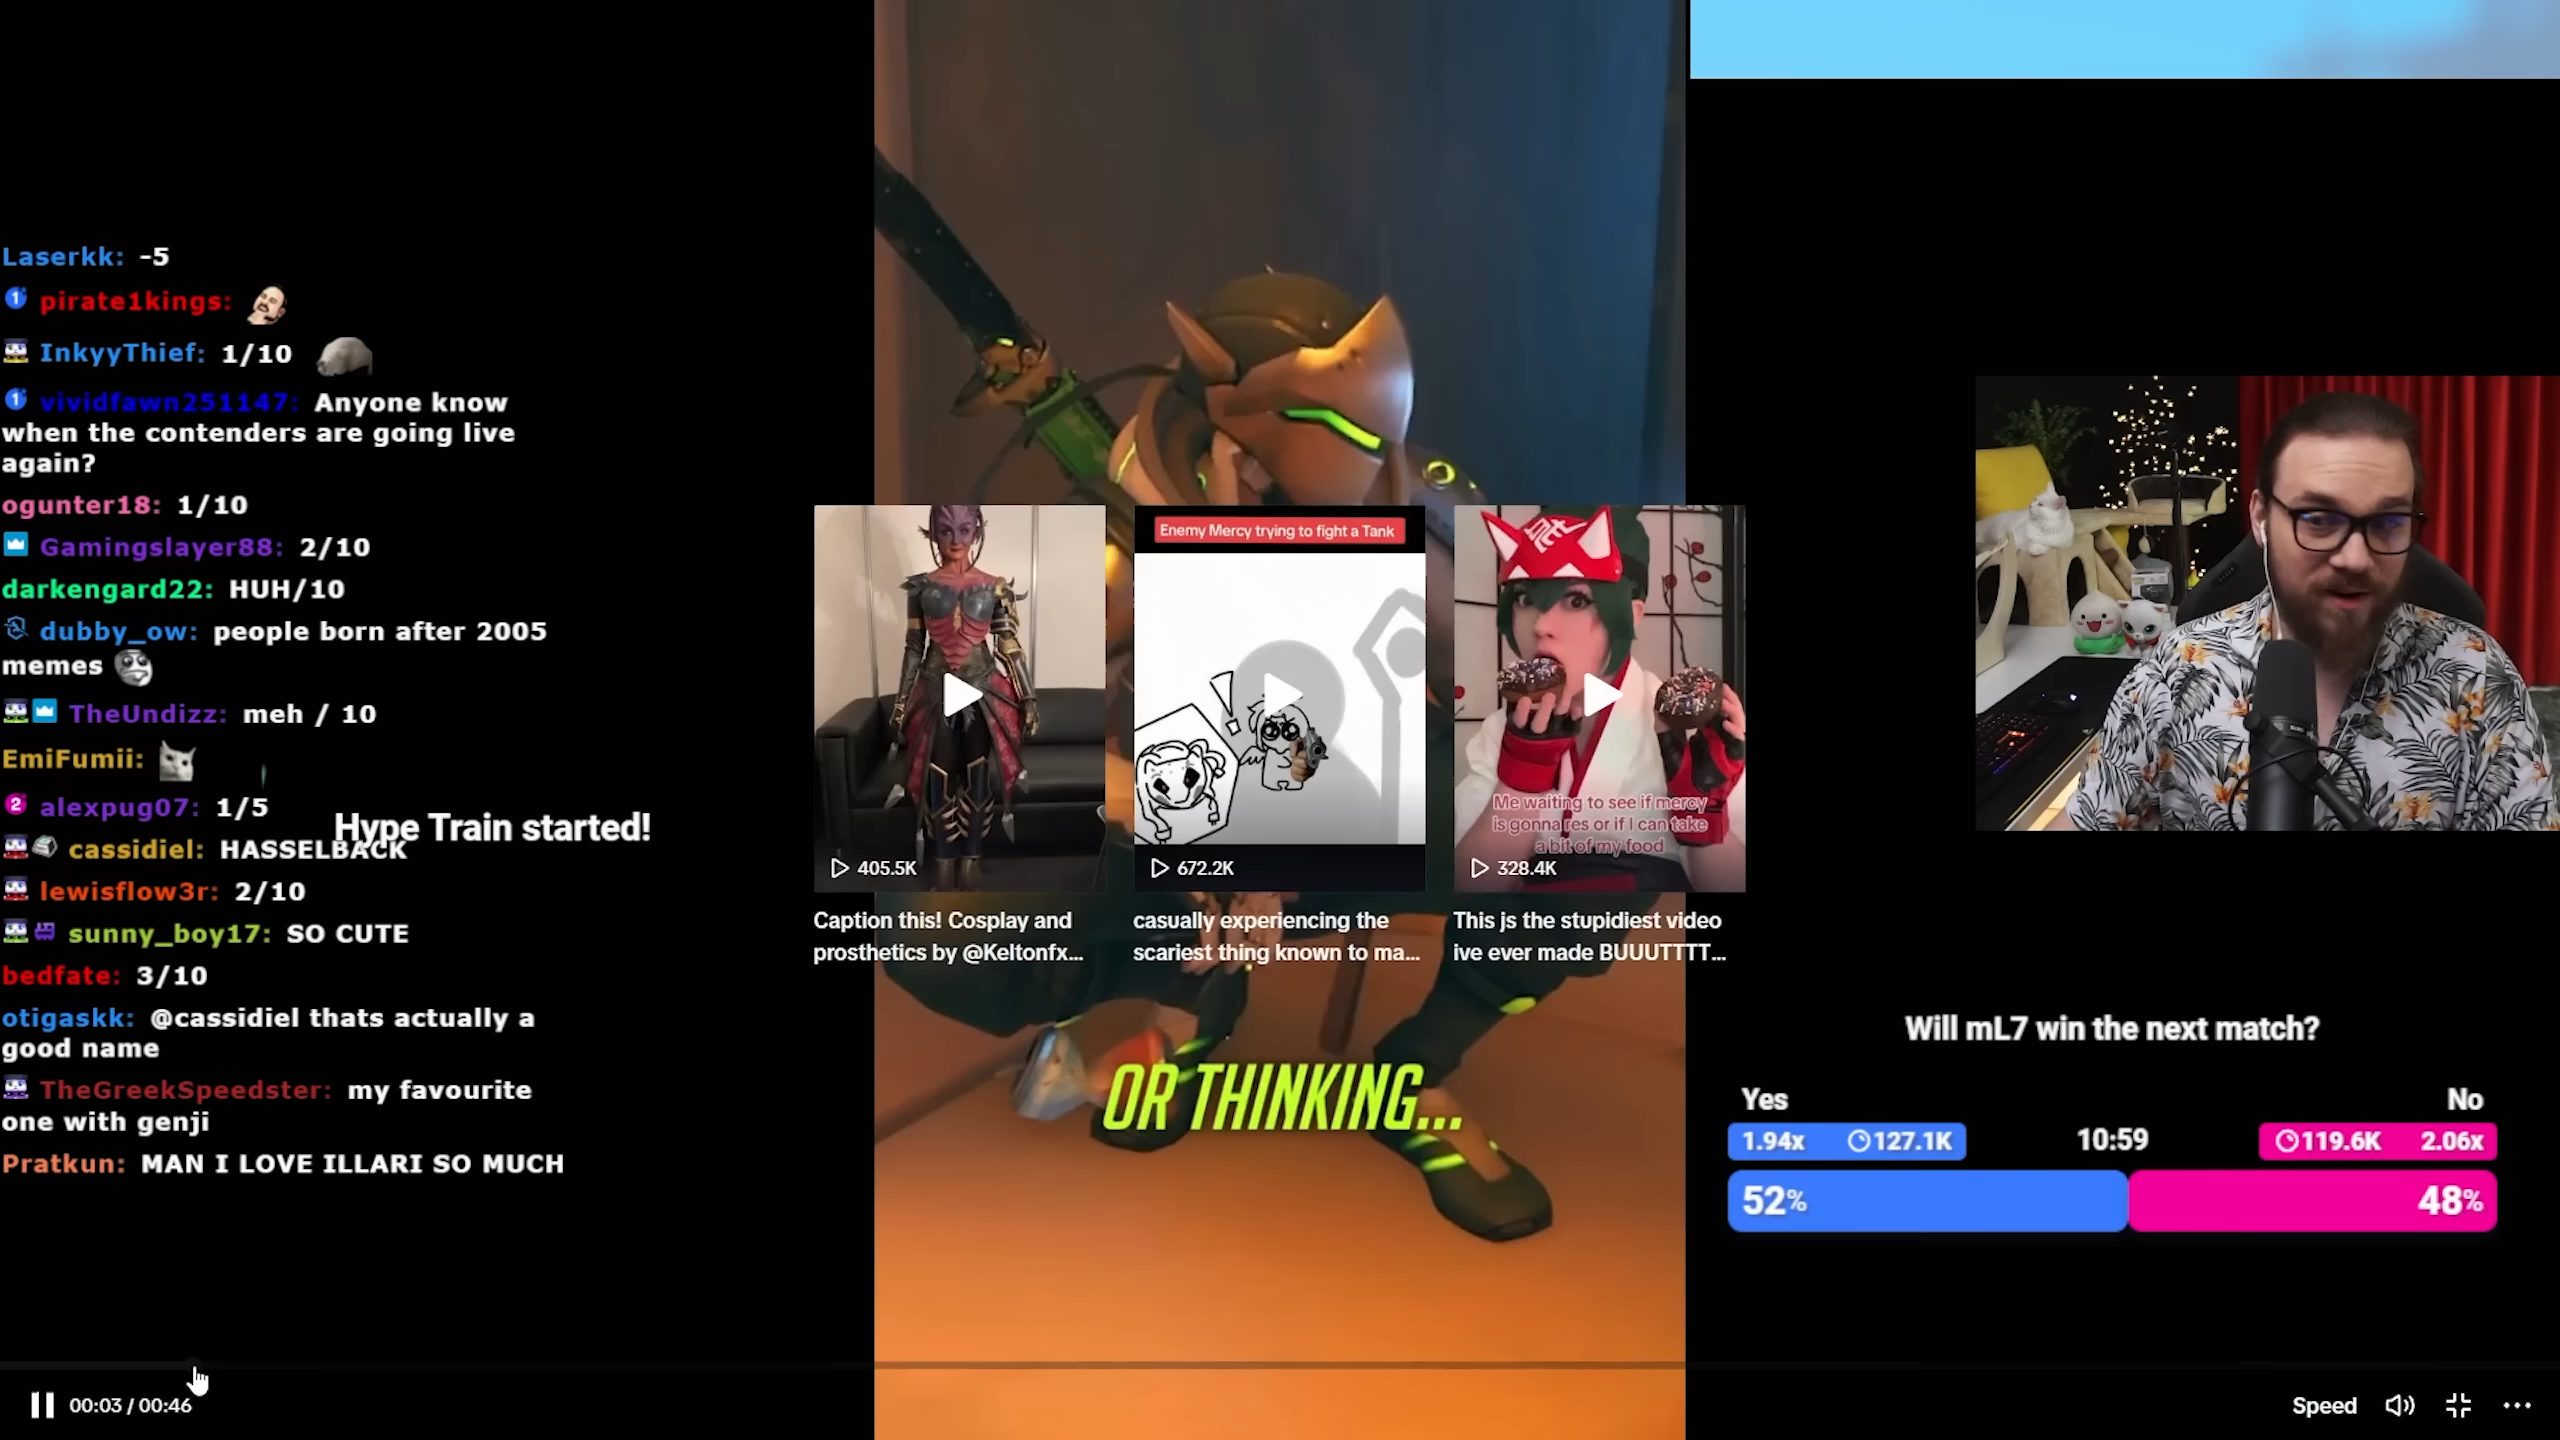 Laserkk: -5
pirate1kings:
InkyyThief: 1/10
vividfawn251147: Anyone know
when the contenders are going live
again?
ogunter18: 1/10
Gamingslayer88: 2/10
darkengard22: HUH/10
dubby_ow: people born after 2005
memes
TheUndizz: meh / 10
EmiFumii:
alexpug07: 1/5
Hype Train started!
cassidiel: HASSELBACK
lewisflow3r: 2/10
sunny_boy17: SO CUTE
bedfate: 3/10
otigaskk: @cassidiel thats actually a
good name
TheGreekSpeedster: my favourite
one with genji
Pratkun: MAN I LOVE ILLARI SO MUCH
405.5K
Caption this! Cosplay and
prosthetics by @Keltonfx...
Enemy Mercy trying to fight a Tank
672.2K
casually experiencing the
scariest thing known to ma...
Me waiting to see if mercy
is gonna res or if I can take
a bit of my food
328.4K
This js the stupidiest video
ive ever made BUUUTTTT...
OR THINKING...
Will mL7 win the next match?
Yes
No
1.94x 127.1K
10:59
119.6K 2.06x
52%
48%
00:03 / 00:46
Speed